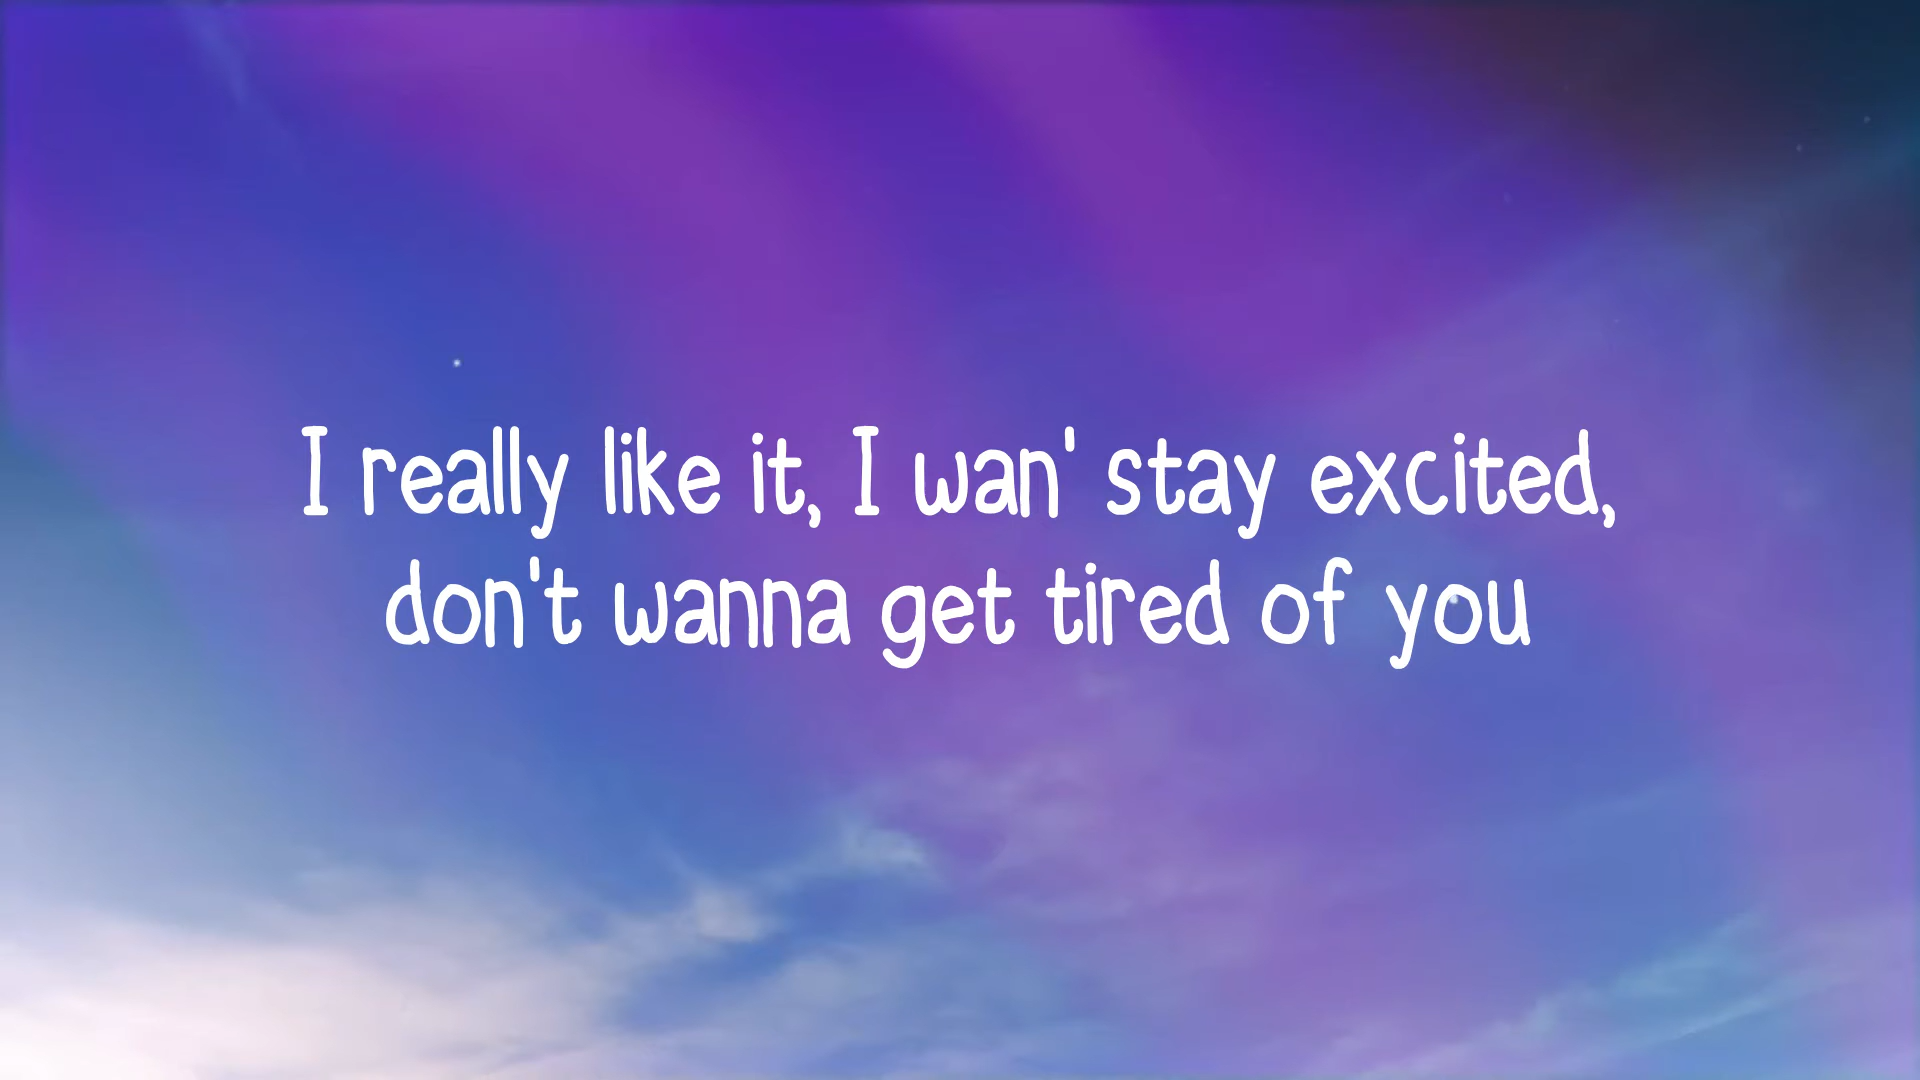 I really like it, I wan' stay excited,
don't wanna get tired of you